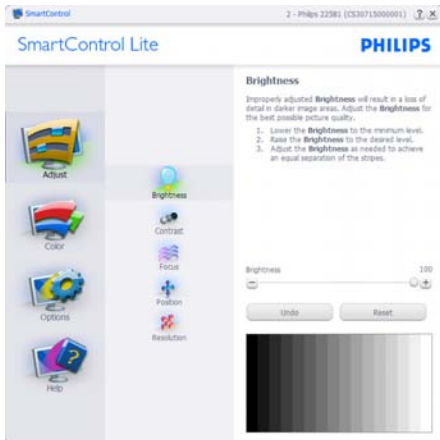 SmartControl
2 - Philips 225B1 (CS30715000001)
? X
SmartControl Lite
PHILIPS
Adjust
Color
Options
Help
Brightness
Contrast
Focus
Position
Resolution
Brightness
Improperly adjusted Brightness will result in a loss of
detail in darker image areas. Adjust the Brightness for
the best possible picture quality.
1. Lower the Brightness to the minimum level.
2. Raise the Brightness to the desired level.
3. Adjust the Brightness as needed to achieve
an equal separation of the stripes.
Brightness 100
Undo Reset